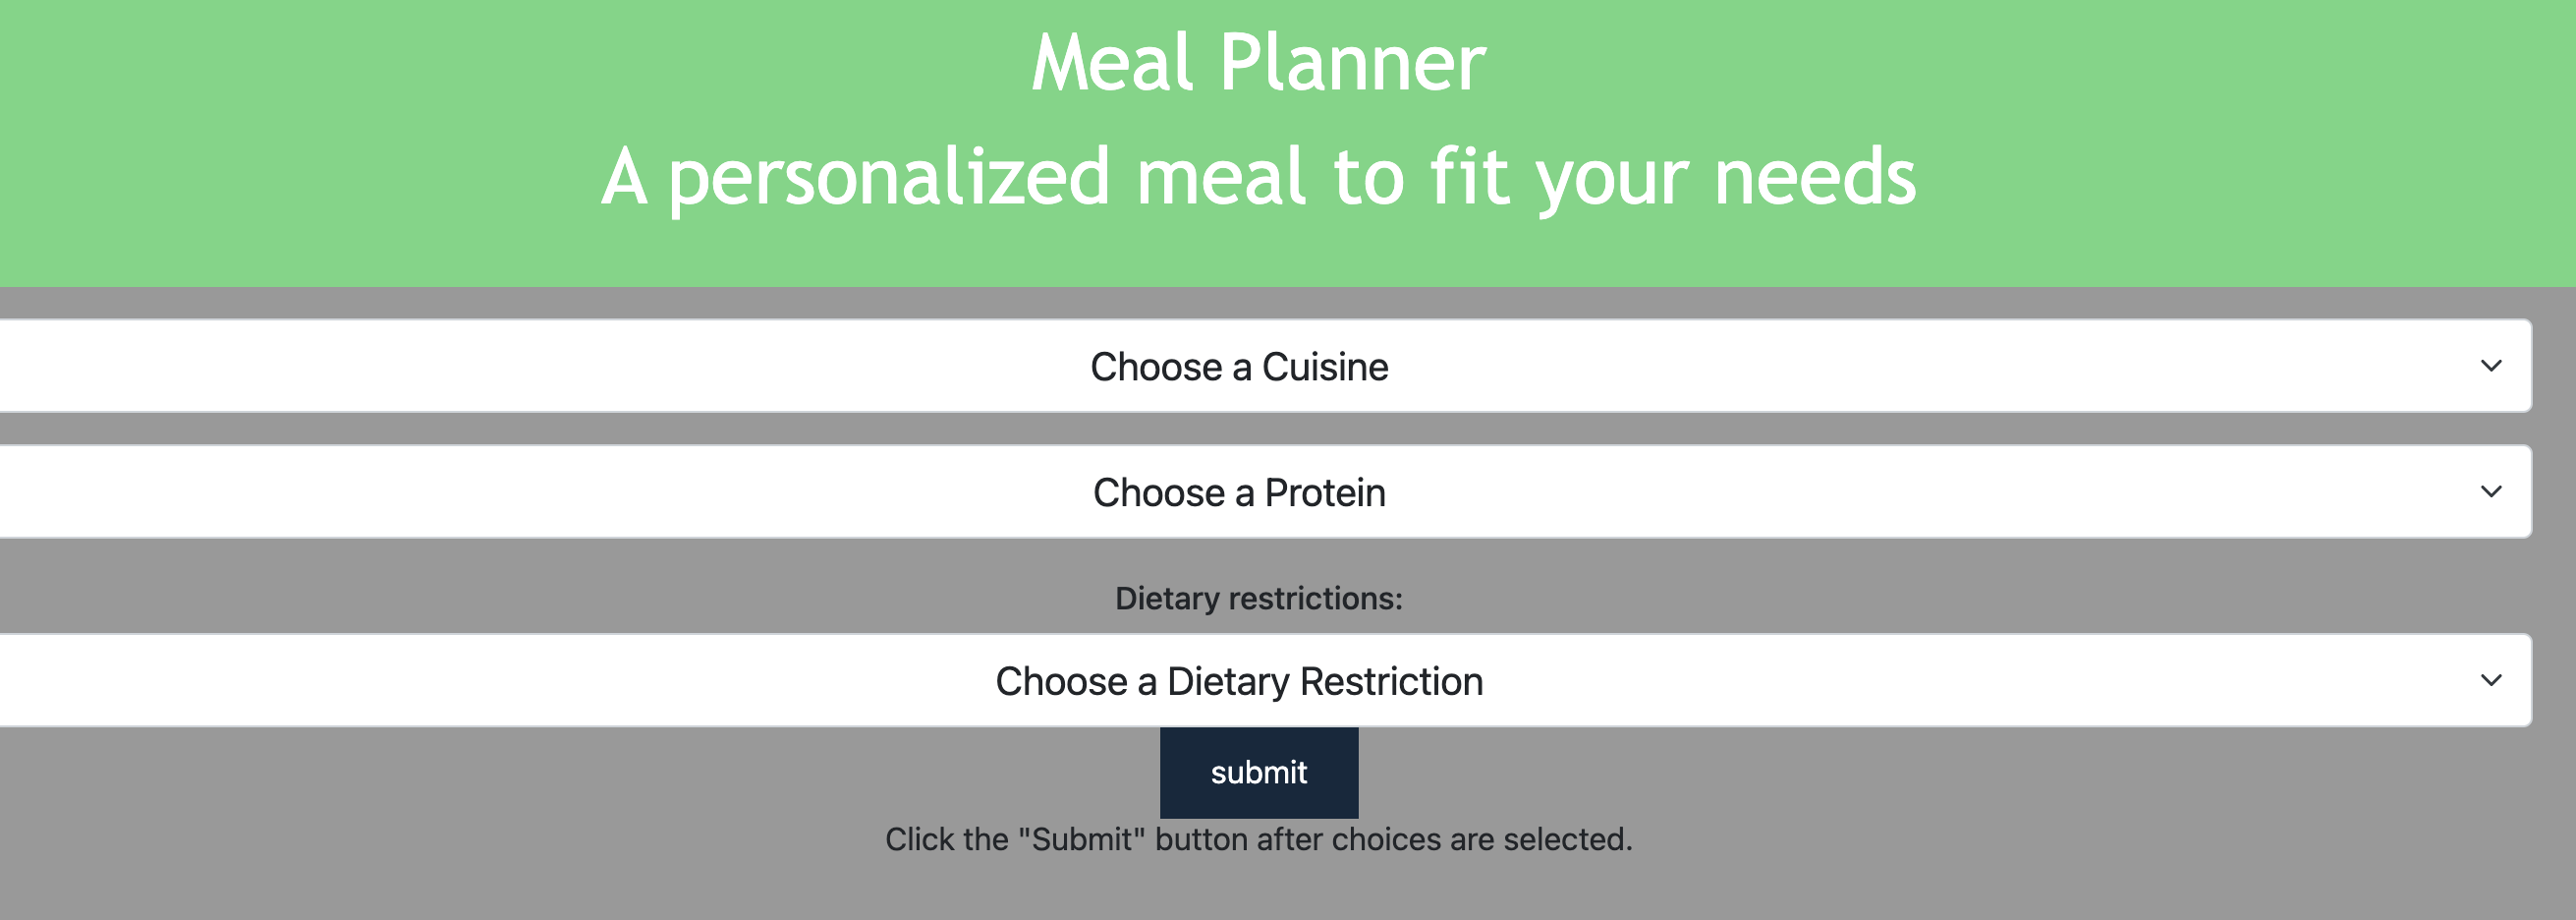 Meal Planner
A personalized meal to fit your needs
Choose a Cuisine
Choose a Protein
Dietary restrictions:
Choose a Dietary Restriction
submit
Click the "Submit" button after choices are selected.